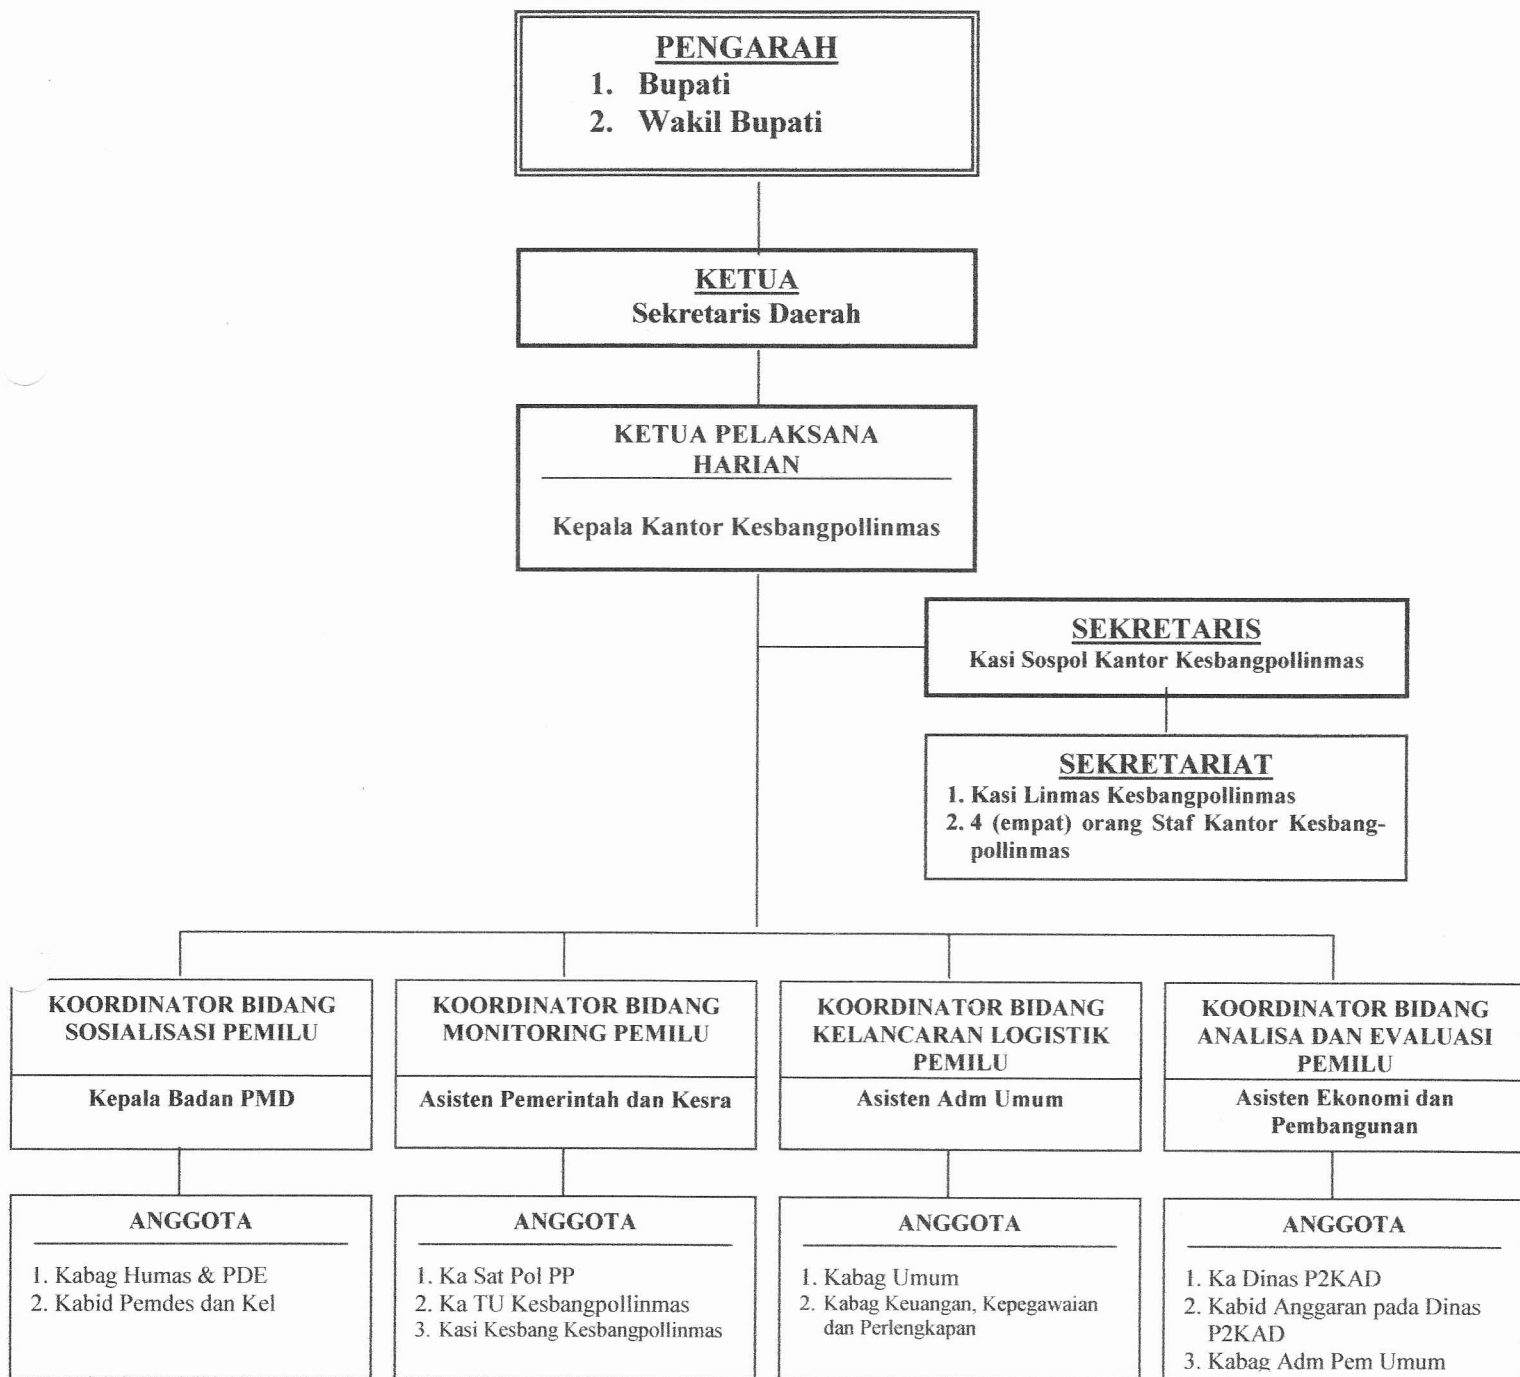 PENGARAH
1. Bupati
2. Wakil Bupati
KETUA
Sekretaris Daerah
KETUA PELAKSANA
HARIAN
Kepala Kantor Kesbangpollinmas
SEKRETARIS
Kasi Sospol Kantor Kesbangpollinmas
SEKRETARIAT
1. Kasi Linmas Kesbangpollinmas
2. 4 (empat) orang Staf Kantor Kesbang-
pollinmas
KOORDINATOR BIDANG
SOSIALISASI PEMILU
Kepala Badan PMD
KOORDINATOR BIDANG
MONITORING PEMILU
Asisten Pemerintah dan Kesra
KOORDINATOR BIDANG
KELANCARAN LOGISTIK
PEMILU
Asisten Adm Umum
KOORDINATOR BIDANG
ANALISA DAN EVALUASI
PEMILU
Asisten Ekonomi dan
Pembangunan
ANGGOTA
1. Kabag Humas & PDE
2. Kabid Pemdes dan Kel
ANGGOTA
1. Ka Sat Pol PP
2. Ka TU Kesbangpollinmas
3. Kasi Kesbang Kesbangpollinmas
ANGGOTA
1. Kabag Umum
2. Kabag Keuangan, Kepegawaian
dan Perlengkapan
ANGGOTA
1. Ka Dinas P2KAD
2. Kabid Anggaran pada Dinas
P2KAD
3. Kabag Adm Pem Umum